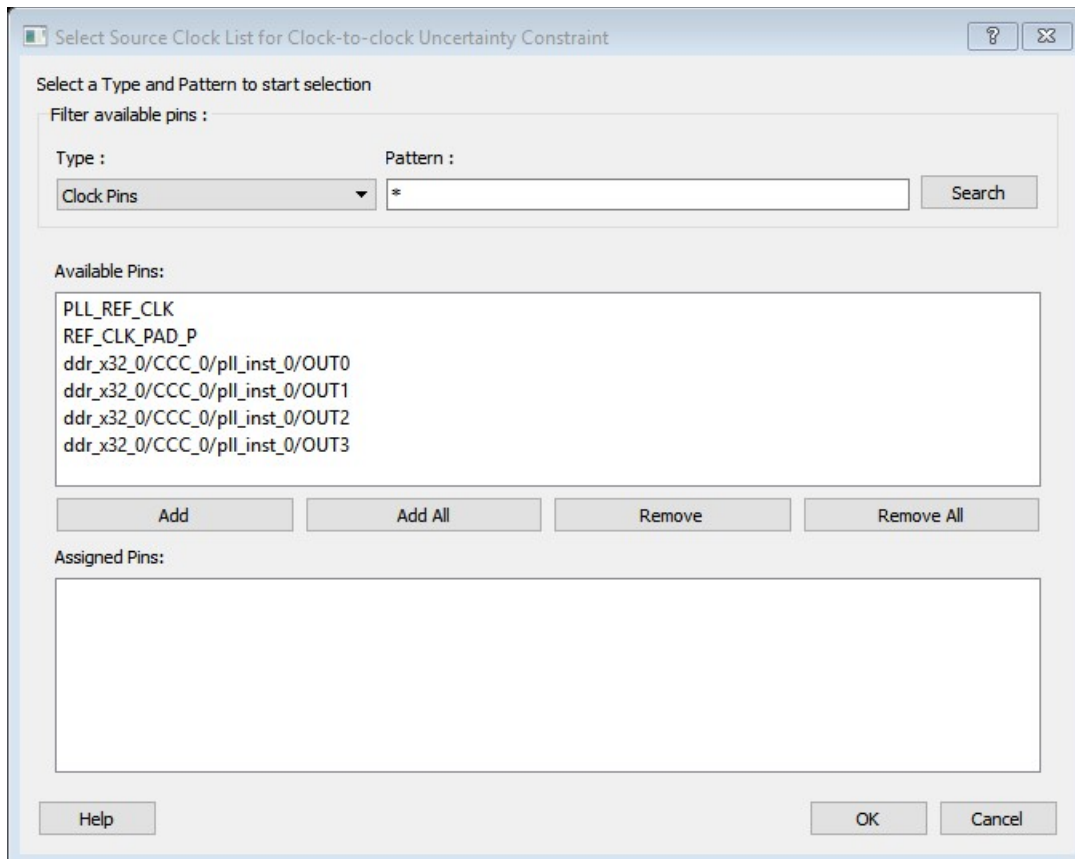 Select Source Clock List for Clock-to-clock Uncertainty Constraint
?
Select a Type and Pattern to start selection
Filter available pins :
Type :
Pattern :
Clock Pins
*
Search
Available Pins:
PLL_REF_CLK
REF_CLK_PAD_P
ddr_x32_0/CCC_0/pll_inst_0/OUT0
ddr_x32_0/CCC_0/pll_inst_0/OUT1
ddr_x32_0/CCC_0/pll_inst_0/OUT2
ddr_x32_0/CCC_0/pll_inst_0/OUT3
Add
Add All
Remove
Remove All
Assigned Pins:
Help
OK
Cancel